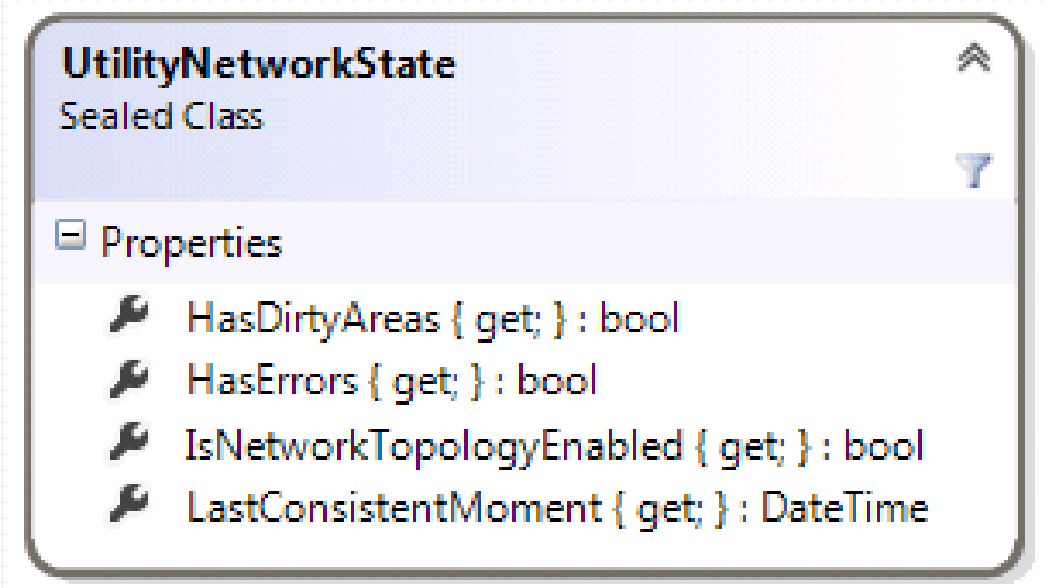 UtilityNetworkState
Sealed Class
Properties
HasDirtyAreas { get; } : bool
HasErrors { get; } : bool
IsNetworkTopologyEnabled { get; } : bool
LastConsistentMoment { get; } : DateTime